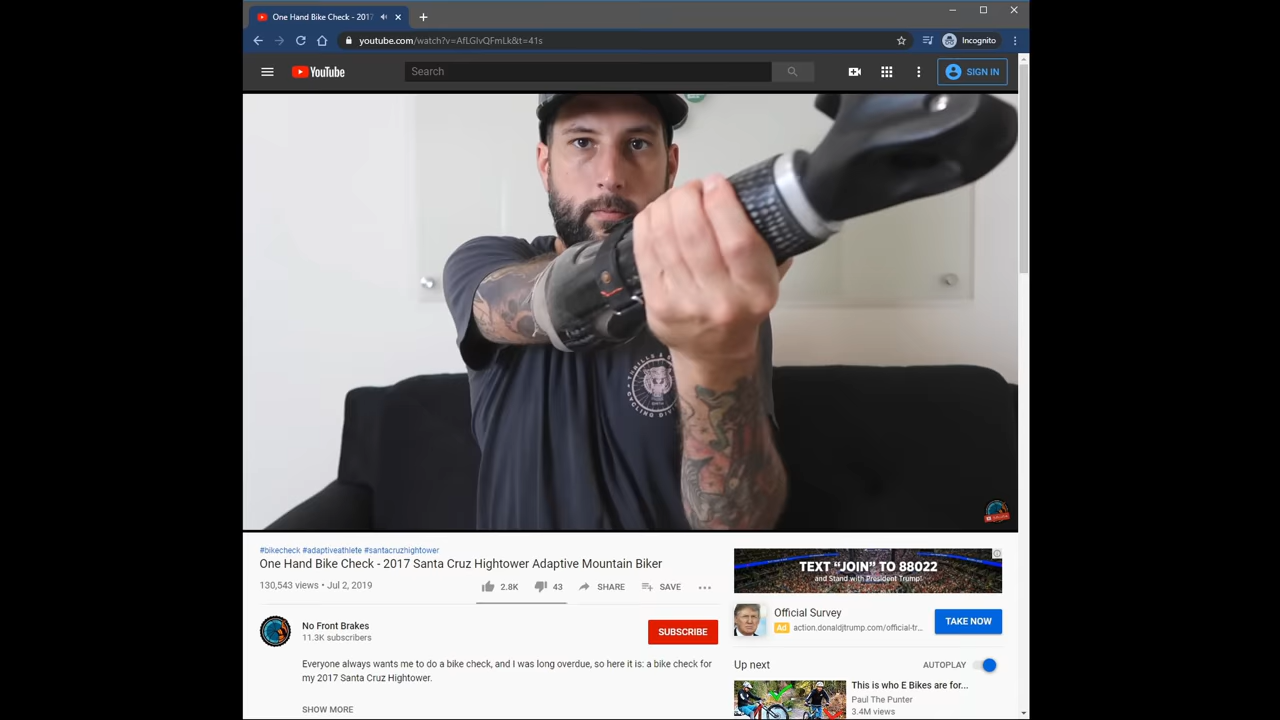 One Hand Bike Check - 2017
youtube.com/watch?v=AfLGlvQFmLk&t=41s
Incognito
YouTube
Search
SIGN IN
#bikecheck #adaptiveathlete #santacruzhightower
One Hand Bike Check - 2017 Santa Cruz Hightower Adaptive Mountain Biker
130,543 views • Jul 2, 2019
2.8K
43
SHARE
SAVE
No Front Brakes
11.3K subscribers
SUBSCRIBE
Everyone always wants me to do a bike check, and I was long overdue, so here it is: a bike check for
my 2017 Santa Cruz Hightower.
SHOW MORE
TEXT “JOIN” TO 88022
and Stand with President Trump!
Official Survey
Ad action.donaldjtrump.com/official-tr...
TAKE NOW
Up next
AUTOPLAY
This is who E Bikes are for...
Paul The Punter
3.4M views